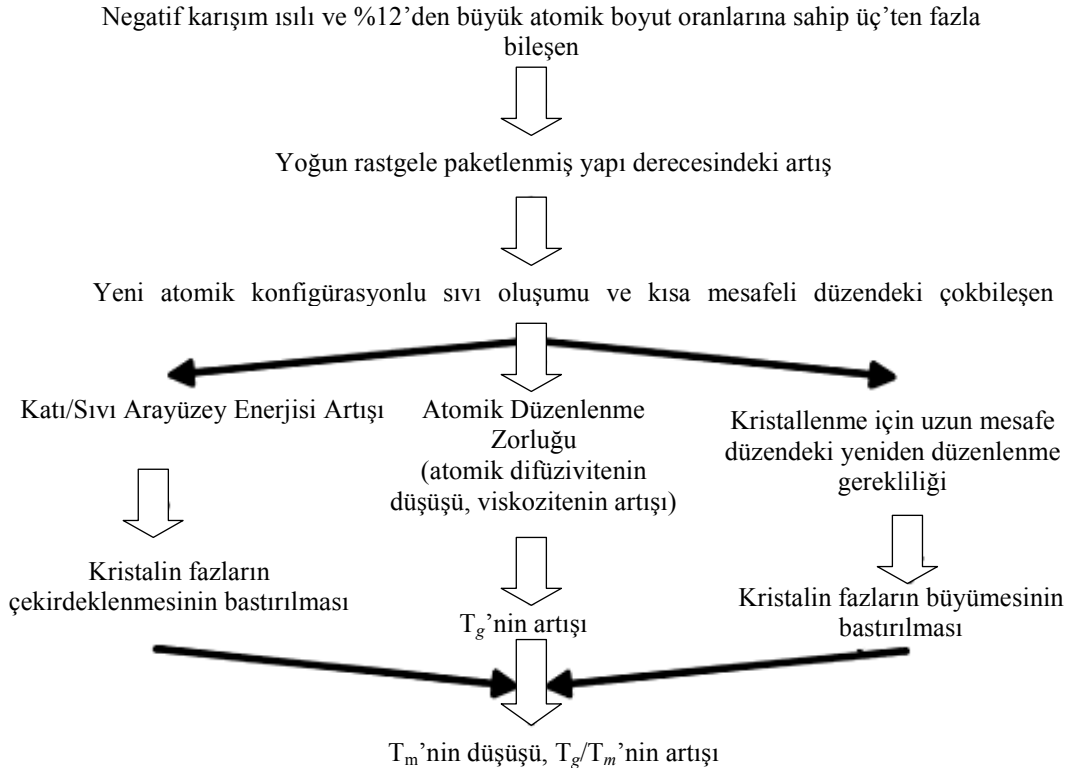 Negatif karışım ısılı ve %12’den büyük atomik boyut oranlarına sahip üç’ten fazla
bileşen
Yoğun rastgele paketlenmiş yapı derecesindeki artış
Yeni atomik konfigürasyonlu sıvı oluşumu ve kısa mesafeli düzendeki çokbileşen
Katı/Sıvı Arayüzey Enerjisi Artışı
Kristalin fazların
çekirdeklenmesinin bastırılması
Atomik Düzenlenme
Zorluğu
(atomik difüzivitenin
düşüşü, viskozitenin artışı)
Tg’nin artışı
Kristallenme için uzun mesafe
düzendeki yeniden düzenlenme
gerekliliği
Kristalin fazların büyümesinin
bastırılması
Tm’nin düşüşü, Tg/Tm’nin artışı